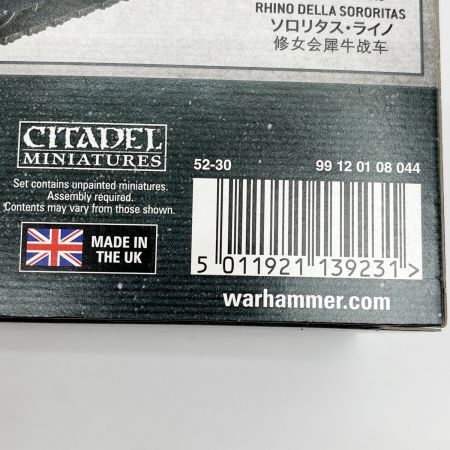 RHINO DELLA SORORITAS
ソロリタス・ライノ
修女会犀牛战车
CITADEL
MINIATURES
Set contains unpainted miniatures.
Assembly required.
Contents may vary from those shown.
MADE IN
THE UK
52-30 99 12 01 08 044
5 011921 139231 >
warhammer.com